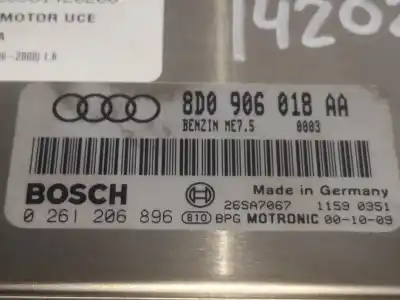 MOTOR UCE
8D0 906 018 AA
BENZIN ME7.5 0003
BOSCH
Made in Germany
26SA7067 1159 0351
0 261 206 896 810 BPG MOTRONIC 00-10-09